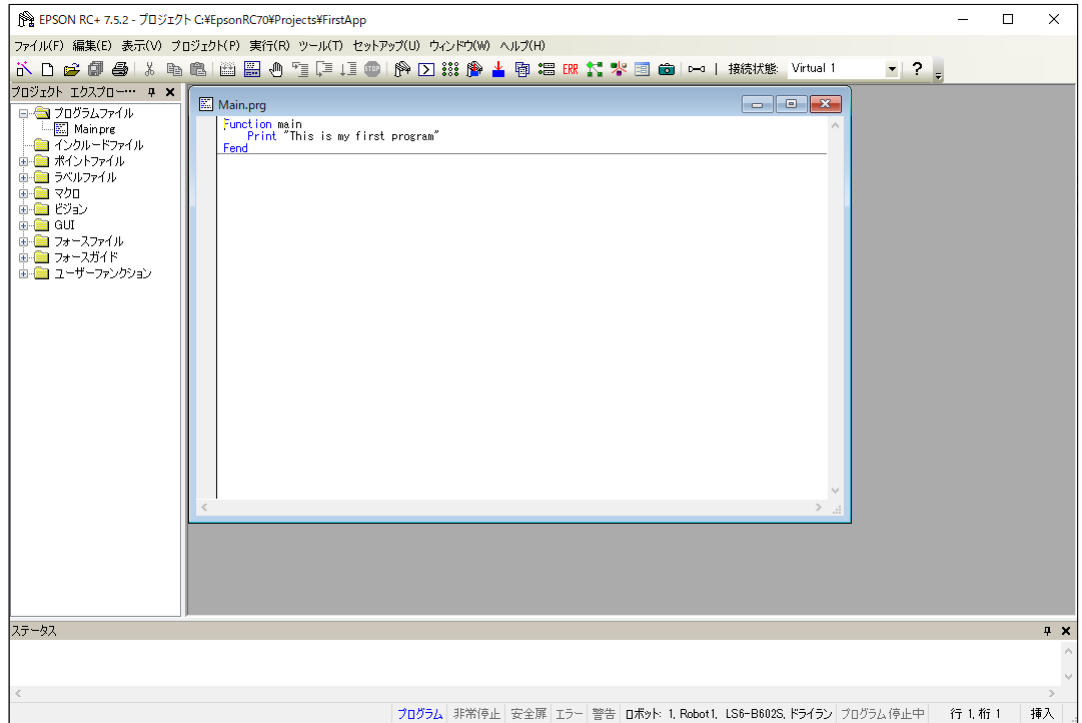 EPSON RC+ 7.5.2 - プロジェクト C:¥EpsonRC70¥Projects¥FirstApp
ファイル(F) 編集(E) 表示(V) プロジェクト(P) 実行(R) ツール(T) セットアップ(U) ウィンドウ(W) ヘルプ(H)
STOP ERR 接続状態: Virtual 1 ?
プロジェクト エクスプロー…
プログラムファイル
Main.prg
インクルードファイル
ポイントファイル
ラベルファイル
マクロ
ビジョン
GUI
フォースファイル
フォースガイド
ユーザーファンクション
Main.prg
Function main
Print "This is my first program"
Fend
ステータス
プログラム 非常停止 安全扉 エラー 警告 ロボット: 1, Robot1, LS6-B602S, ドライラン プログラム停止中 行 1, 桁 1 挿入